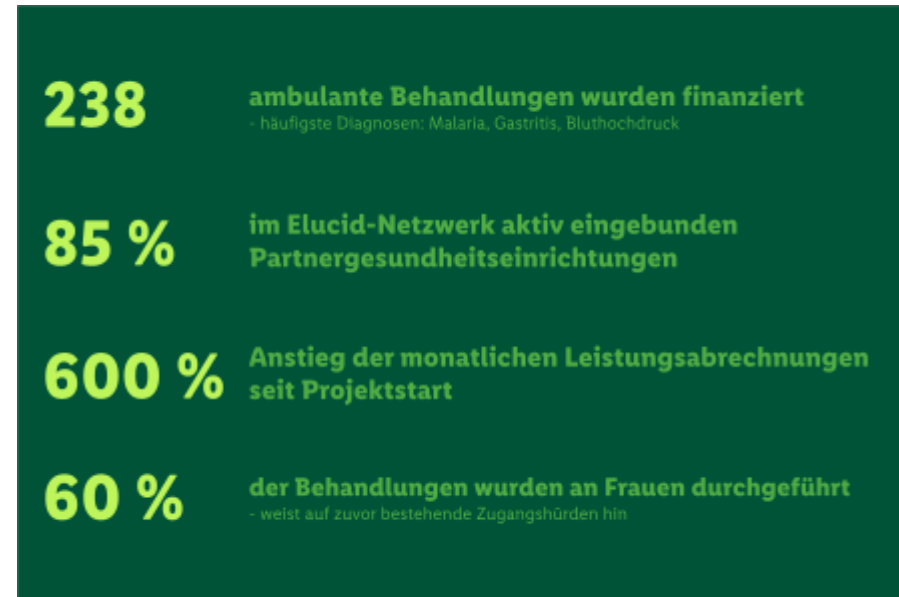 238
ambulante Behandlungen wurden finanziert
- häufigste Diagnosen: Malaria, Gastritis, Bluthochdruck
85 %
im Elucid-Netzwerk aktiv eingebunden
Partnergesundheitseinrichtungen
600 %
Anstieg der monatlichen Leistungsabrechnungen
seit Projektstart
60 %
der Behandlungen wurden an Frauen durchgeführt
- weist auf zuvor bestehende Zugangshürden hin